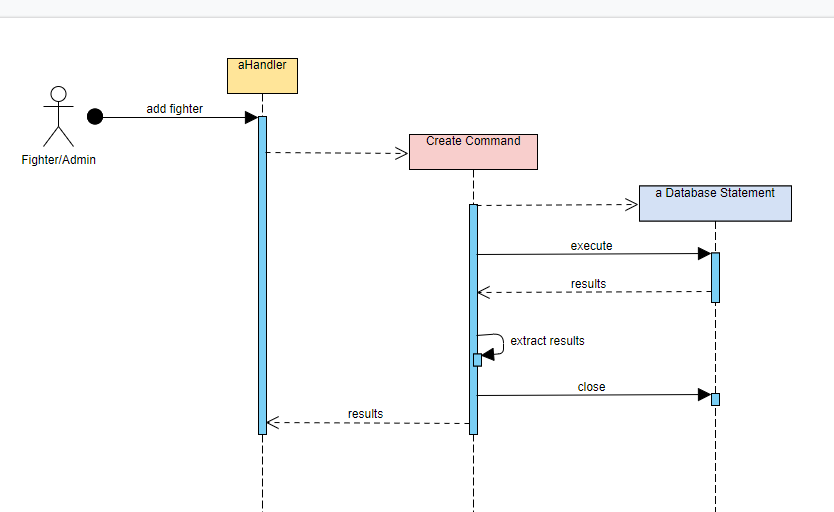 aHandler
add fighter
Fighter/Admin
Create Command
a Database Statement
execute
results
extract results
close
results